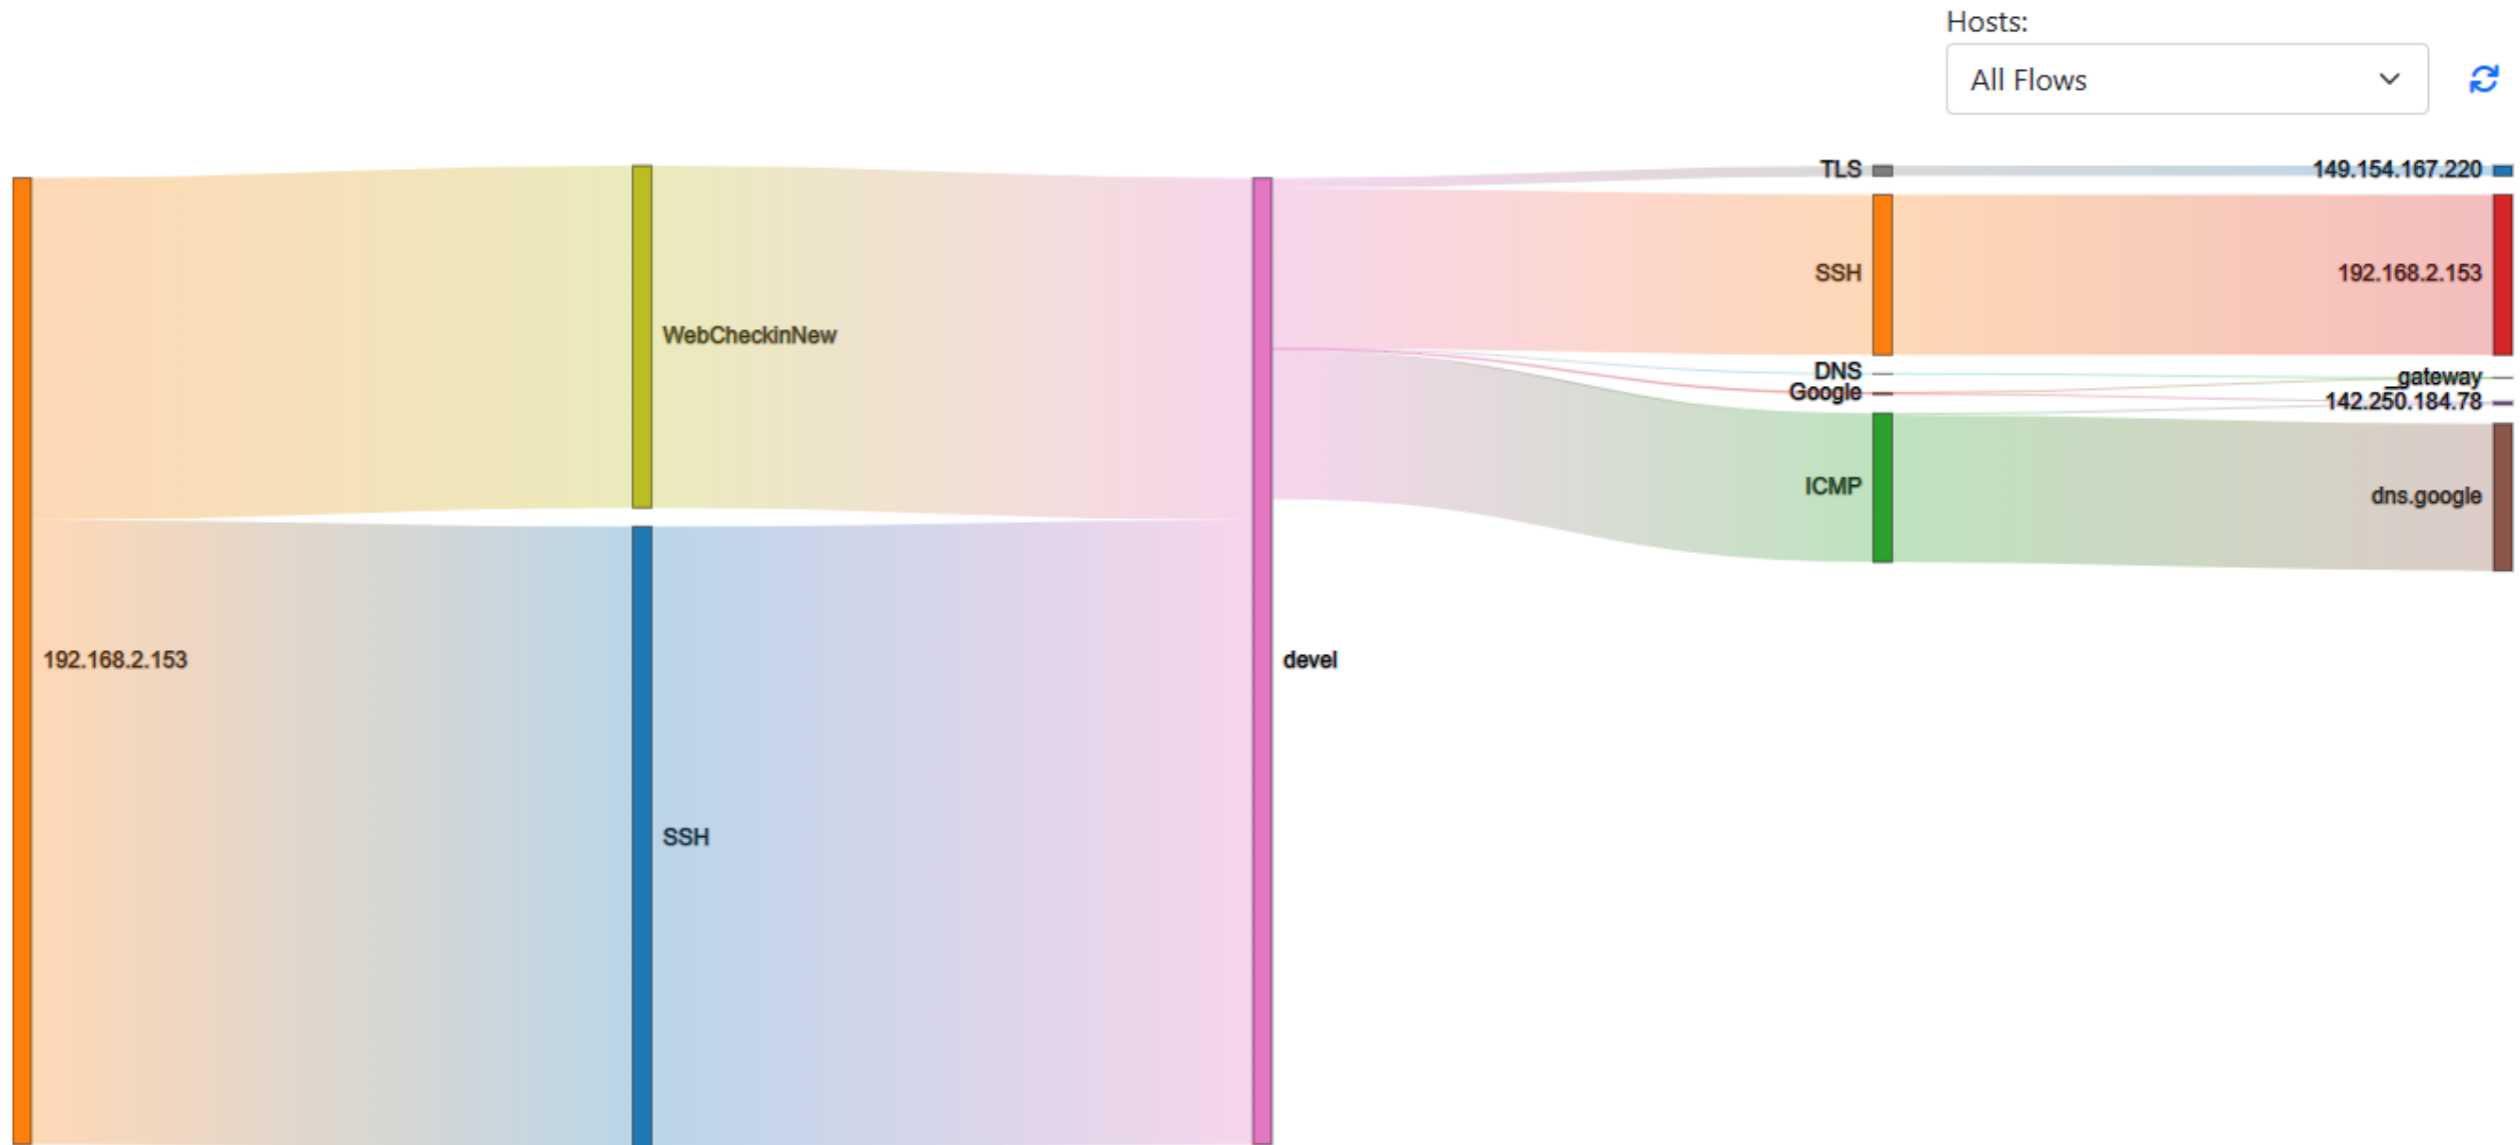 Hosts:
All Flows
TLS
149.154.167.220
SSH
192.168.2.153
WebCheckinNew
DNS
_gateway
Google
142.250.184.78
ICMP
dns.google
192.168.2.153
devel
SSH